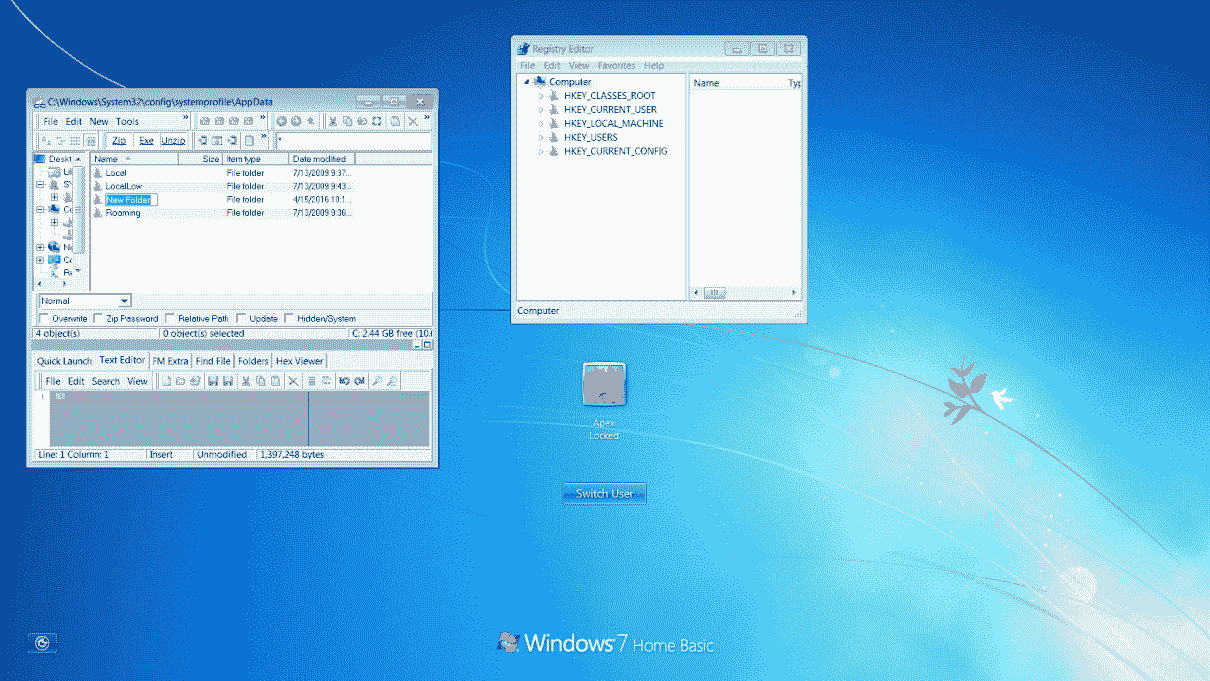 C:\Windows\System32\config\systemprofile\AppData
File Edit New Tools
Zip Exe Unzip
*
Deskt
Name Size Item type Date modified
Local File folder 7/13/2009 9:37...
LocalLow File folder 7/13/2009 9:43...
New Folder File folder 4/15/2016 10:1...
Roaming File folder 7/13/2009 9:36...
Normal
Overwrite Zip Password Relative Path Update Hidden/System
4 object(s) 0 object(s) selected C: 2.44 GB free (10.0
Quick Launch Text Editor FM Extra Find File Folders Hex Viewer
File Edit Search View
1
Line: 1 Column: 1 Insert Unmodified 1,397,248 bytes
Registry Editor
File Edit View Favorites Help
Computer
HKEY_CLASSES_ROOT
HKEY_CURRENT_USER
HKEY_LOCAL_MACHINE
HKEY_USERS
HKEY_CURRENT_CONFIG
Name Typ
Computer
Apex
Locked
Switch User
Windows 7 Home Basic